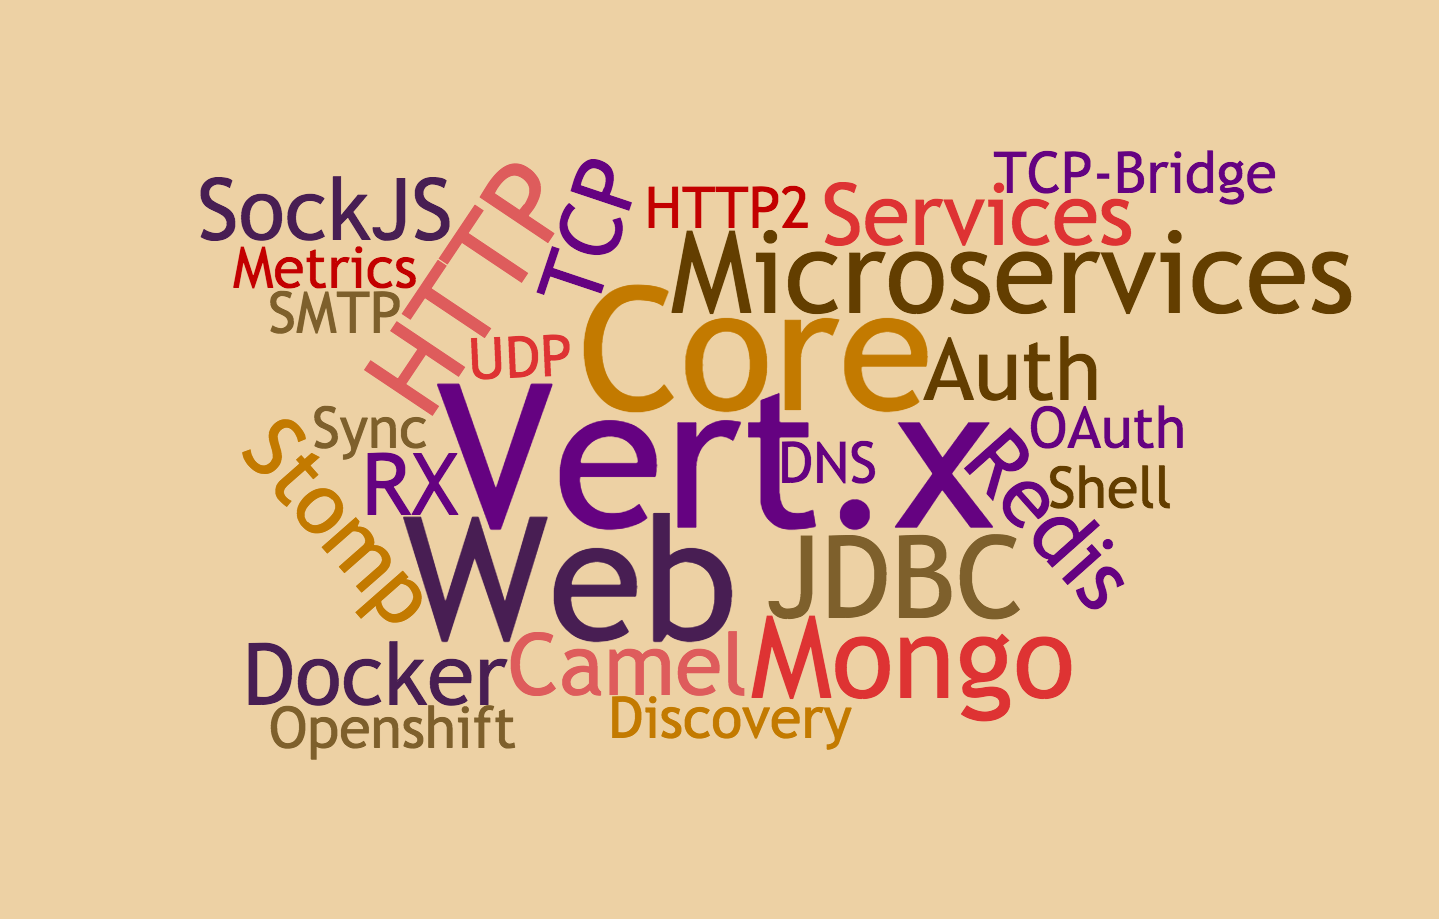 TCP-Bridge
SockJS
HTTP
TCP
HTTP2
Services
Metrics
Microservices
SMTP
Core
UDP
Auth
Sync
Vert.x
OAuth
Stomp
RX
DNS
Redis
Shell
Web
JDBC
Docker
Camel
Mongo
Openshift
Discovery